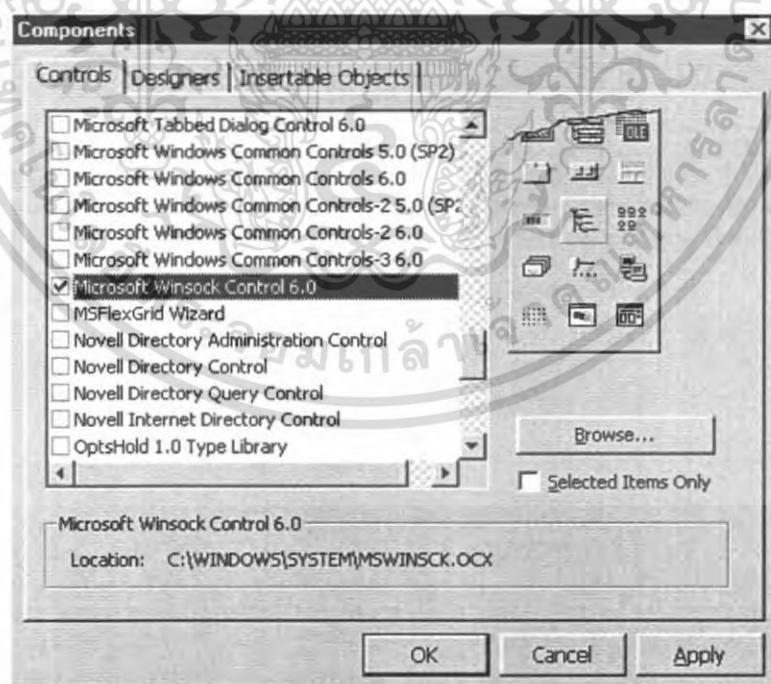 Components
Controls
Designers
Insertable Objects
Microsoft Tabbed Dialog Control 6.0
Microsoft Windows Common Controls 5.0 (SP2)
Microsoft Windows Common Controls 6.0
Microsoft Windows Common Controls-2 5.0 (SP2
Microsoft Windows Common Controls-2 6.0
Microsoft Windows Common Controls-3 6.0
Microsoft Winsock Control 6.0
MSFlexGrid Wizard
Novell Directory Administration Control
Novell Directory Control
Novell Directory Query Control
Novell Internet Directory Control
OptsHold 1.0 Type Library
OLE
Browse...
Selected Items Only
Microsoft Winsock Control 6.0
Location: C:\WINDOWS\SYSTEM\MSWINSCK.OCX
OK
Cancel
Apply